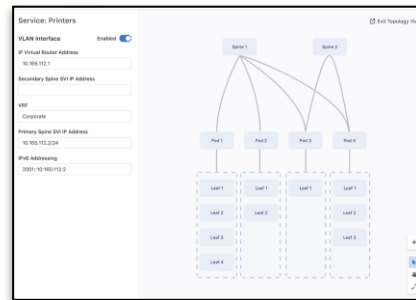 Service: Printers
Exit Topology Vie
VLAN Interface
Enabled
IP Virtual Router Address
10.165.112.1
Secondary Spine SVI IP Address
VRF
Corporate
Primary Spine SVI IP Address
10.165.112.2/24
IPv6 Addressing
2001::10:165:112:2
Spine 1
Spine 2
Pod 1
Pod 2
Pod 3
Pod 4
Leaf 1
Leaf 1
Leaf 1
Leaf 1
Leaf 2
Leaf 2
Leaf 2
Leaf 3
Leaf 3
Leaf 4